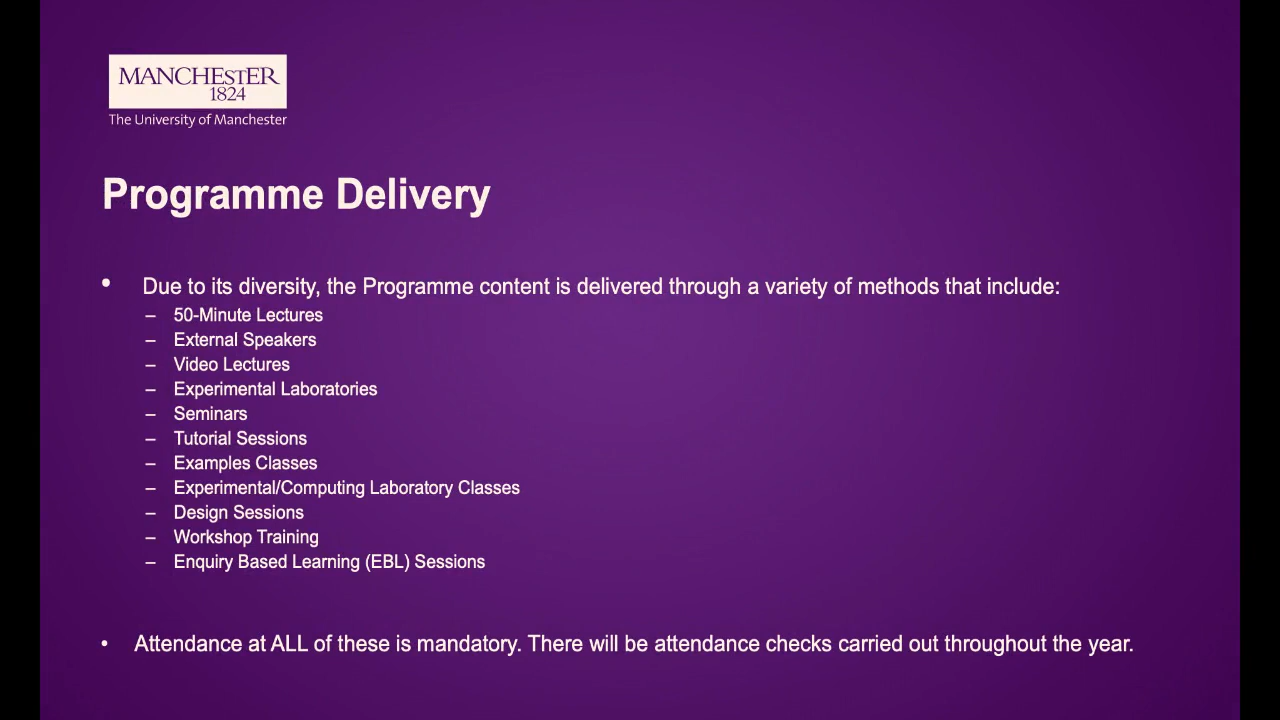 MANCHESTER
1824
The University of Manchester
Programme Delivery
• Due to its diversity, the Programme content is delivered through a variety of methods that include:
– 50-Minute Lectures
– External Speakers
– Video Lectures
– Experimental Laboratories
– Seminars
– Tutorial Sessions
– Examples Classes
– Experimental/Computing Laboratory Classes
– Design Sessions
– Workshop Training
– Enquiry Based Learning (EBL) Sessions
• Attendance at ALL of these is mandatory. There will be attendance checks carried out throughout the year.